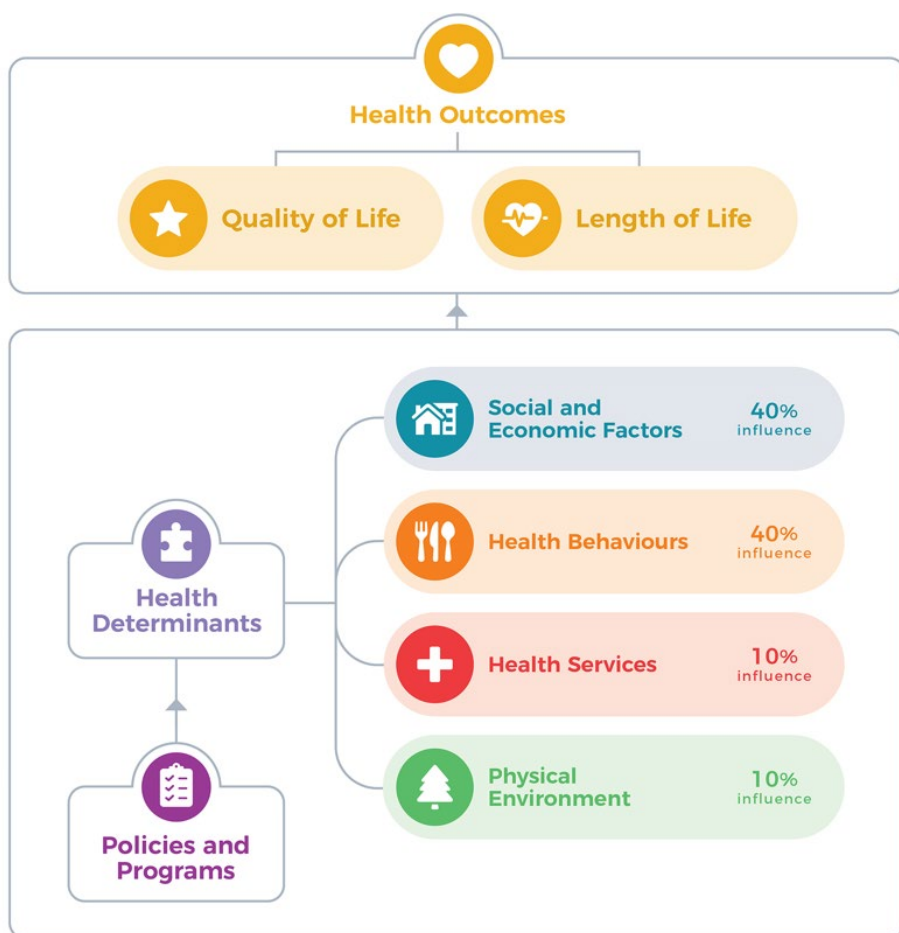 Health Outcomes
Quality of Life
Length of Life
Social and
Economic Factors
40%
influence
Health Behaviours
40%
influence
Health
Determinants
Health Services
10%
influence
Physical
Environment
10%
influence
Policies and
Programs